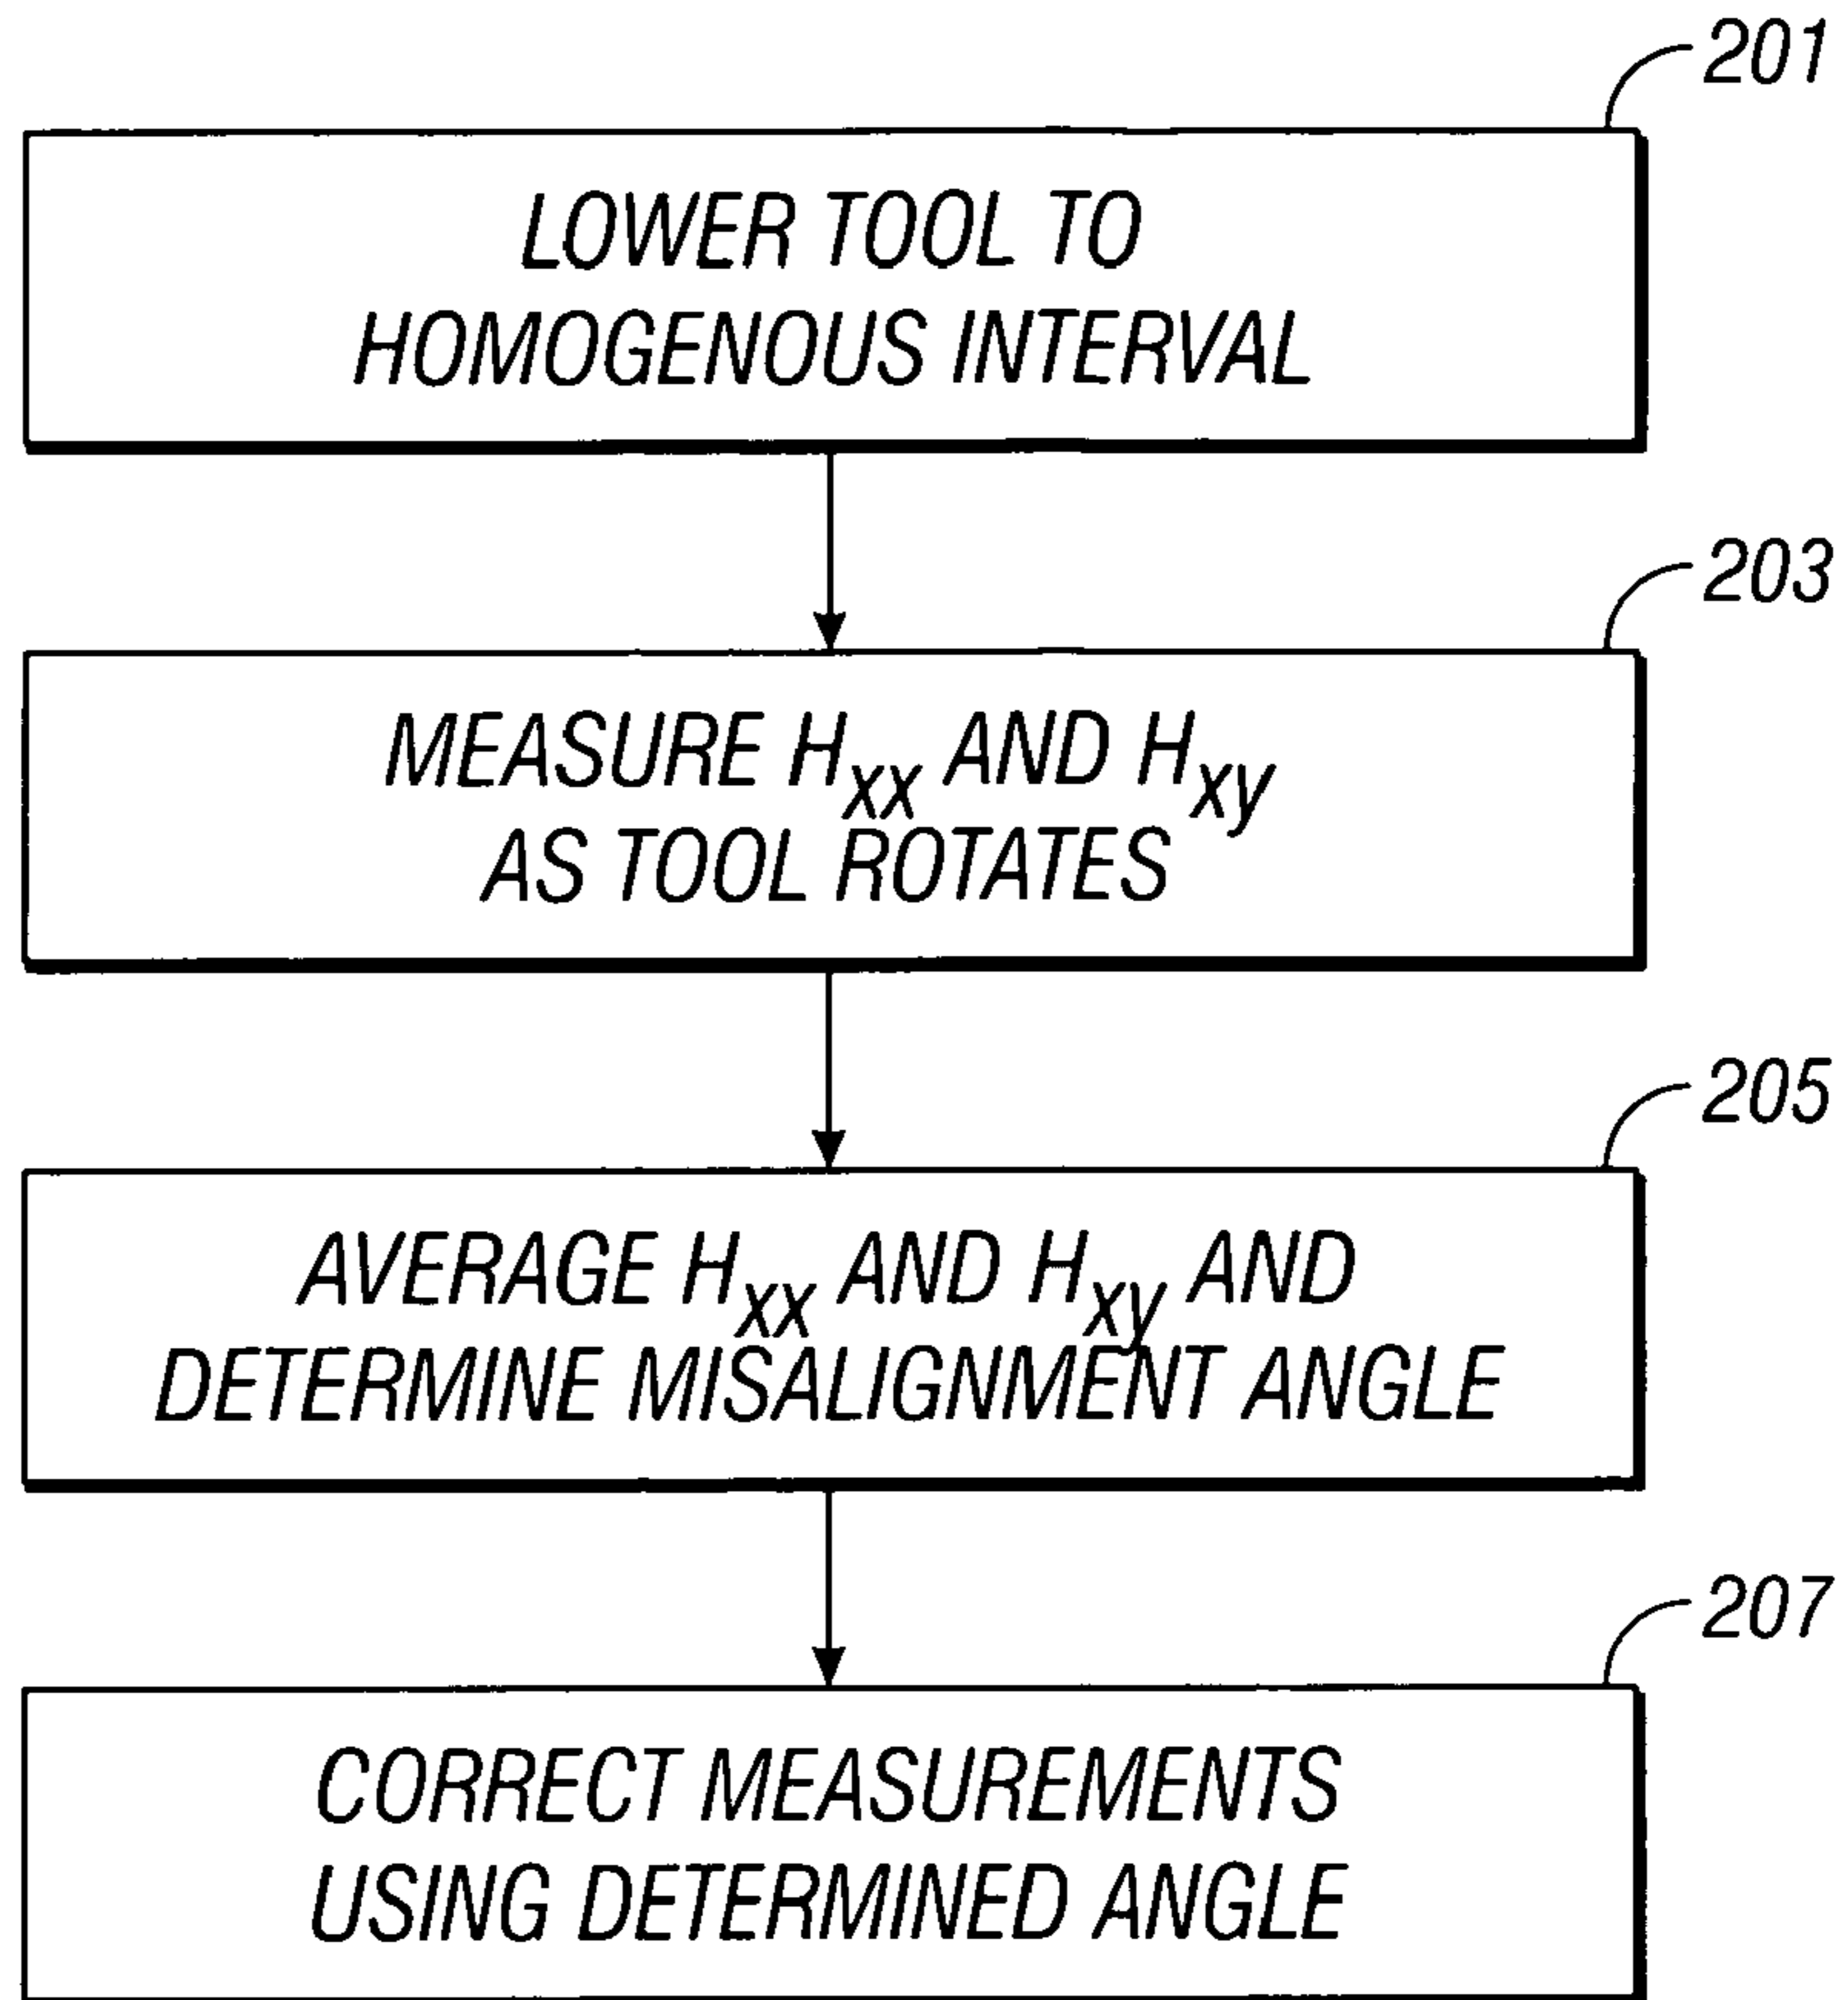 201
LOWER TOOL TO
HOMOGENOUS INTERVAL
203
MEASURE Hxx AND Hxy
AS TOOL ROTATES
205
AVERAGE Hxx AND Hxy AND
DETERMINE MISALIGNMENT ANGLE
207
CORRECT MEASUREMENTS
USING DETERMINED ANGLE